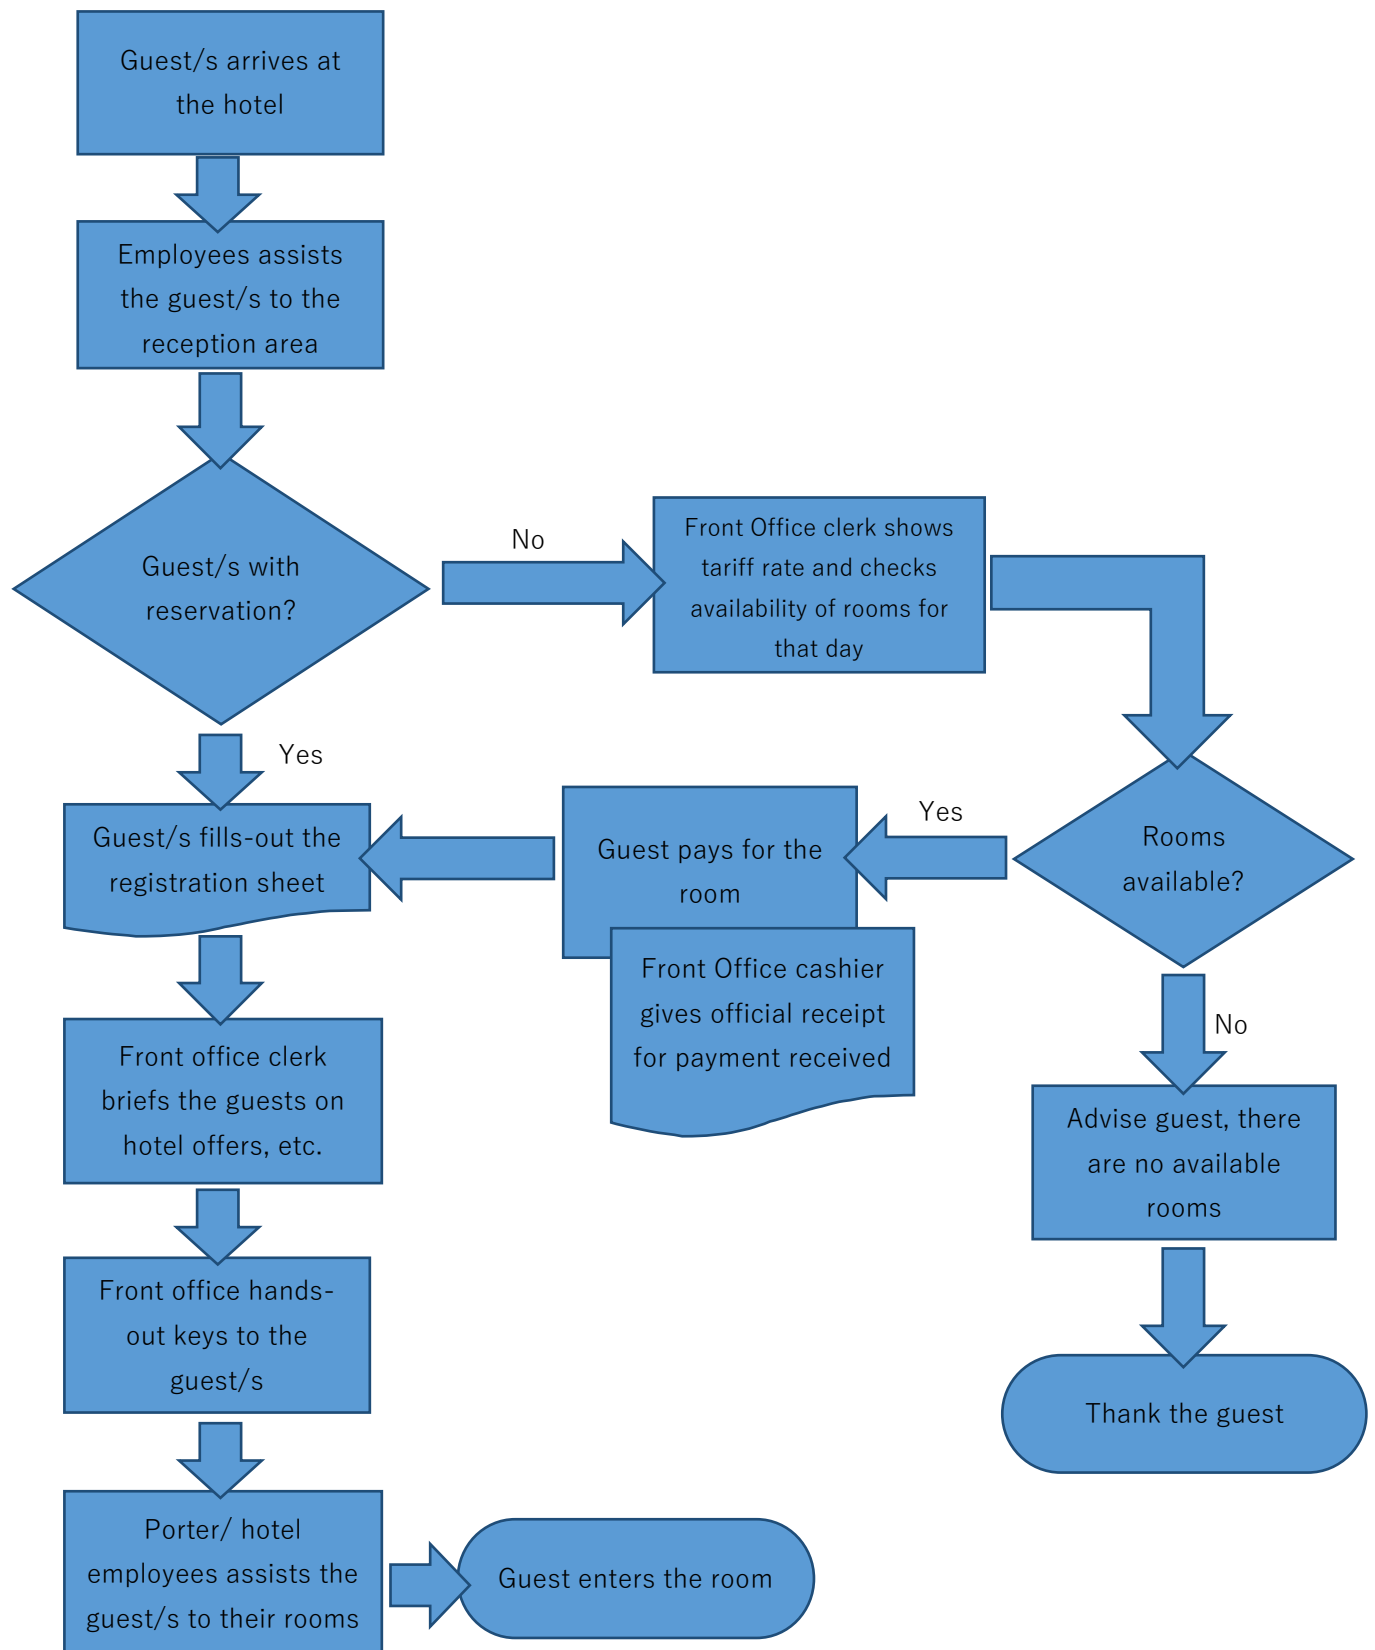 Guest/s arrives at
the hotel
Employees assists
the guest/s to the
reception area
Guest/s with
reservation?
No
Front Office clerk shows
tariff rate and checks
availability of rooms for
that day
Yes
Guest/s fills-out the
registration sheet
Guest pays for the
room
Front Office cashier
gives official receipt
for payment received
Yes
Rooms
available?
No
Advise guest, there
are no available
rooms
Thank the guest
Front office clerk
briefs the guests on
hotel offers, etc.
Front office hands-
out keys to the
guest/s
Porter/ hotel
employees assists the
guest/s to their rooms
Guest enters the room